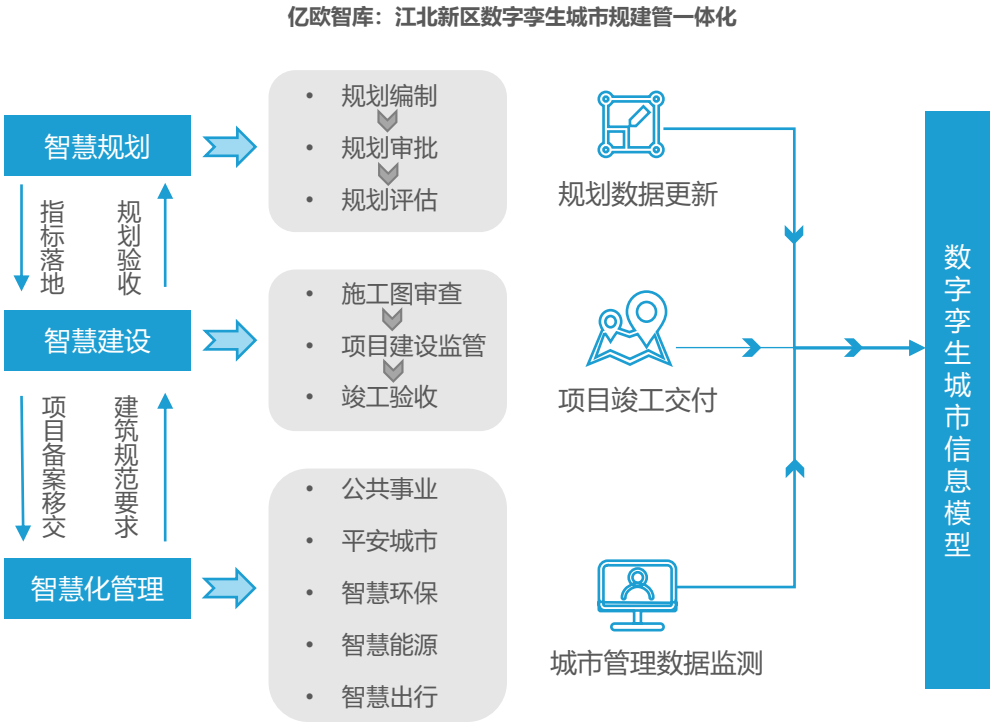 亿欧智库：江北新区数字孪生城市规建管一体化
智慧规划
• 规划编制
• 规划审批
• 规划评估
规划数据更新
指标落地
规划验收
智慧建设
• 施工图审查
• 项目建设监管
• 竣工验收
项目竣工交付
项目备案移交
建筑规范要求
智慧化管理
• 公共事业
• 平安城市
• 智慧环保
• 智慧能源
• 智慧出行
城市管理数据监测
数字孪生城市信息模型